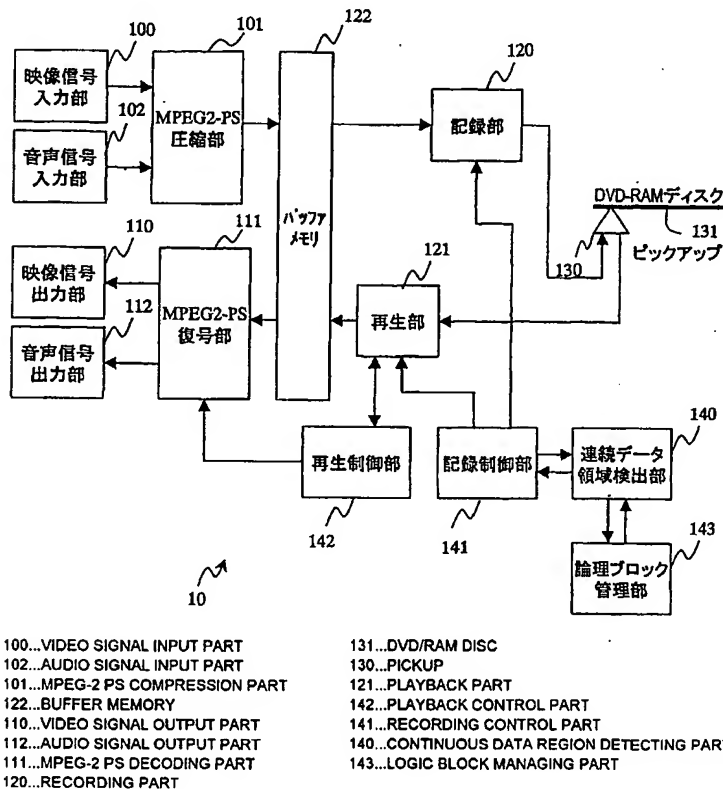 100
映像信号
入力部
102
音声信号
入力部
101
MPEG2-PS
圧縮部
122
バッファ
メモリ
120
記録部
DVD-RAMディスク
131
130
ピックアップ
110
映像信号
出力部
112
音声信号
出力部
111
MPEG2-PS
復号部
121
再生部
再生制御部
142
記録制御部
141
140
連続データ
領域検出部
143
論理ブロック
管理部
10
100...VIDEO SIGNAL INPUT PART
102...AUDIO SIGNAL INPUT PART
101...MPEG-2 PS COMPRESSION PART
122...BUFFER MEMORY
110...VIDEO SIGNAL OUTPUT PART
112...AUDIO SIGNAL OUTPUT PART
111...MPEG-2 PS DECODING PART
120...RECORDING PART
131...DVD/RAM DISC
130...PICKUP
121...PLAYBACK PART
142...PLAYBACK CONTROL PART
141...RECORDING CONTROL PART
140...CONTINUOUS DATA REGION DETECTING PART
143...LOGIC BLOCK MANAGING PART